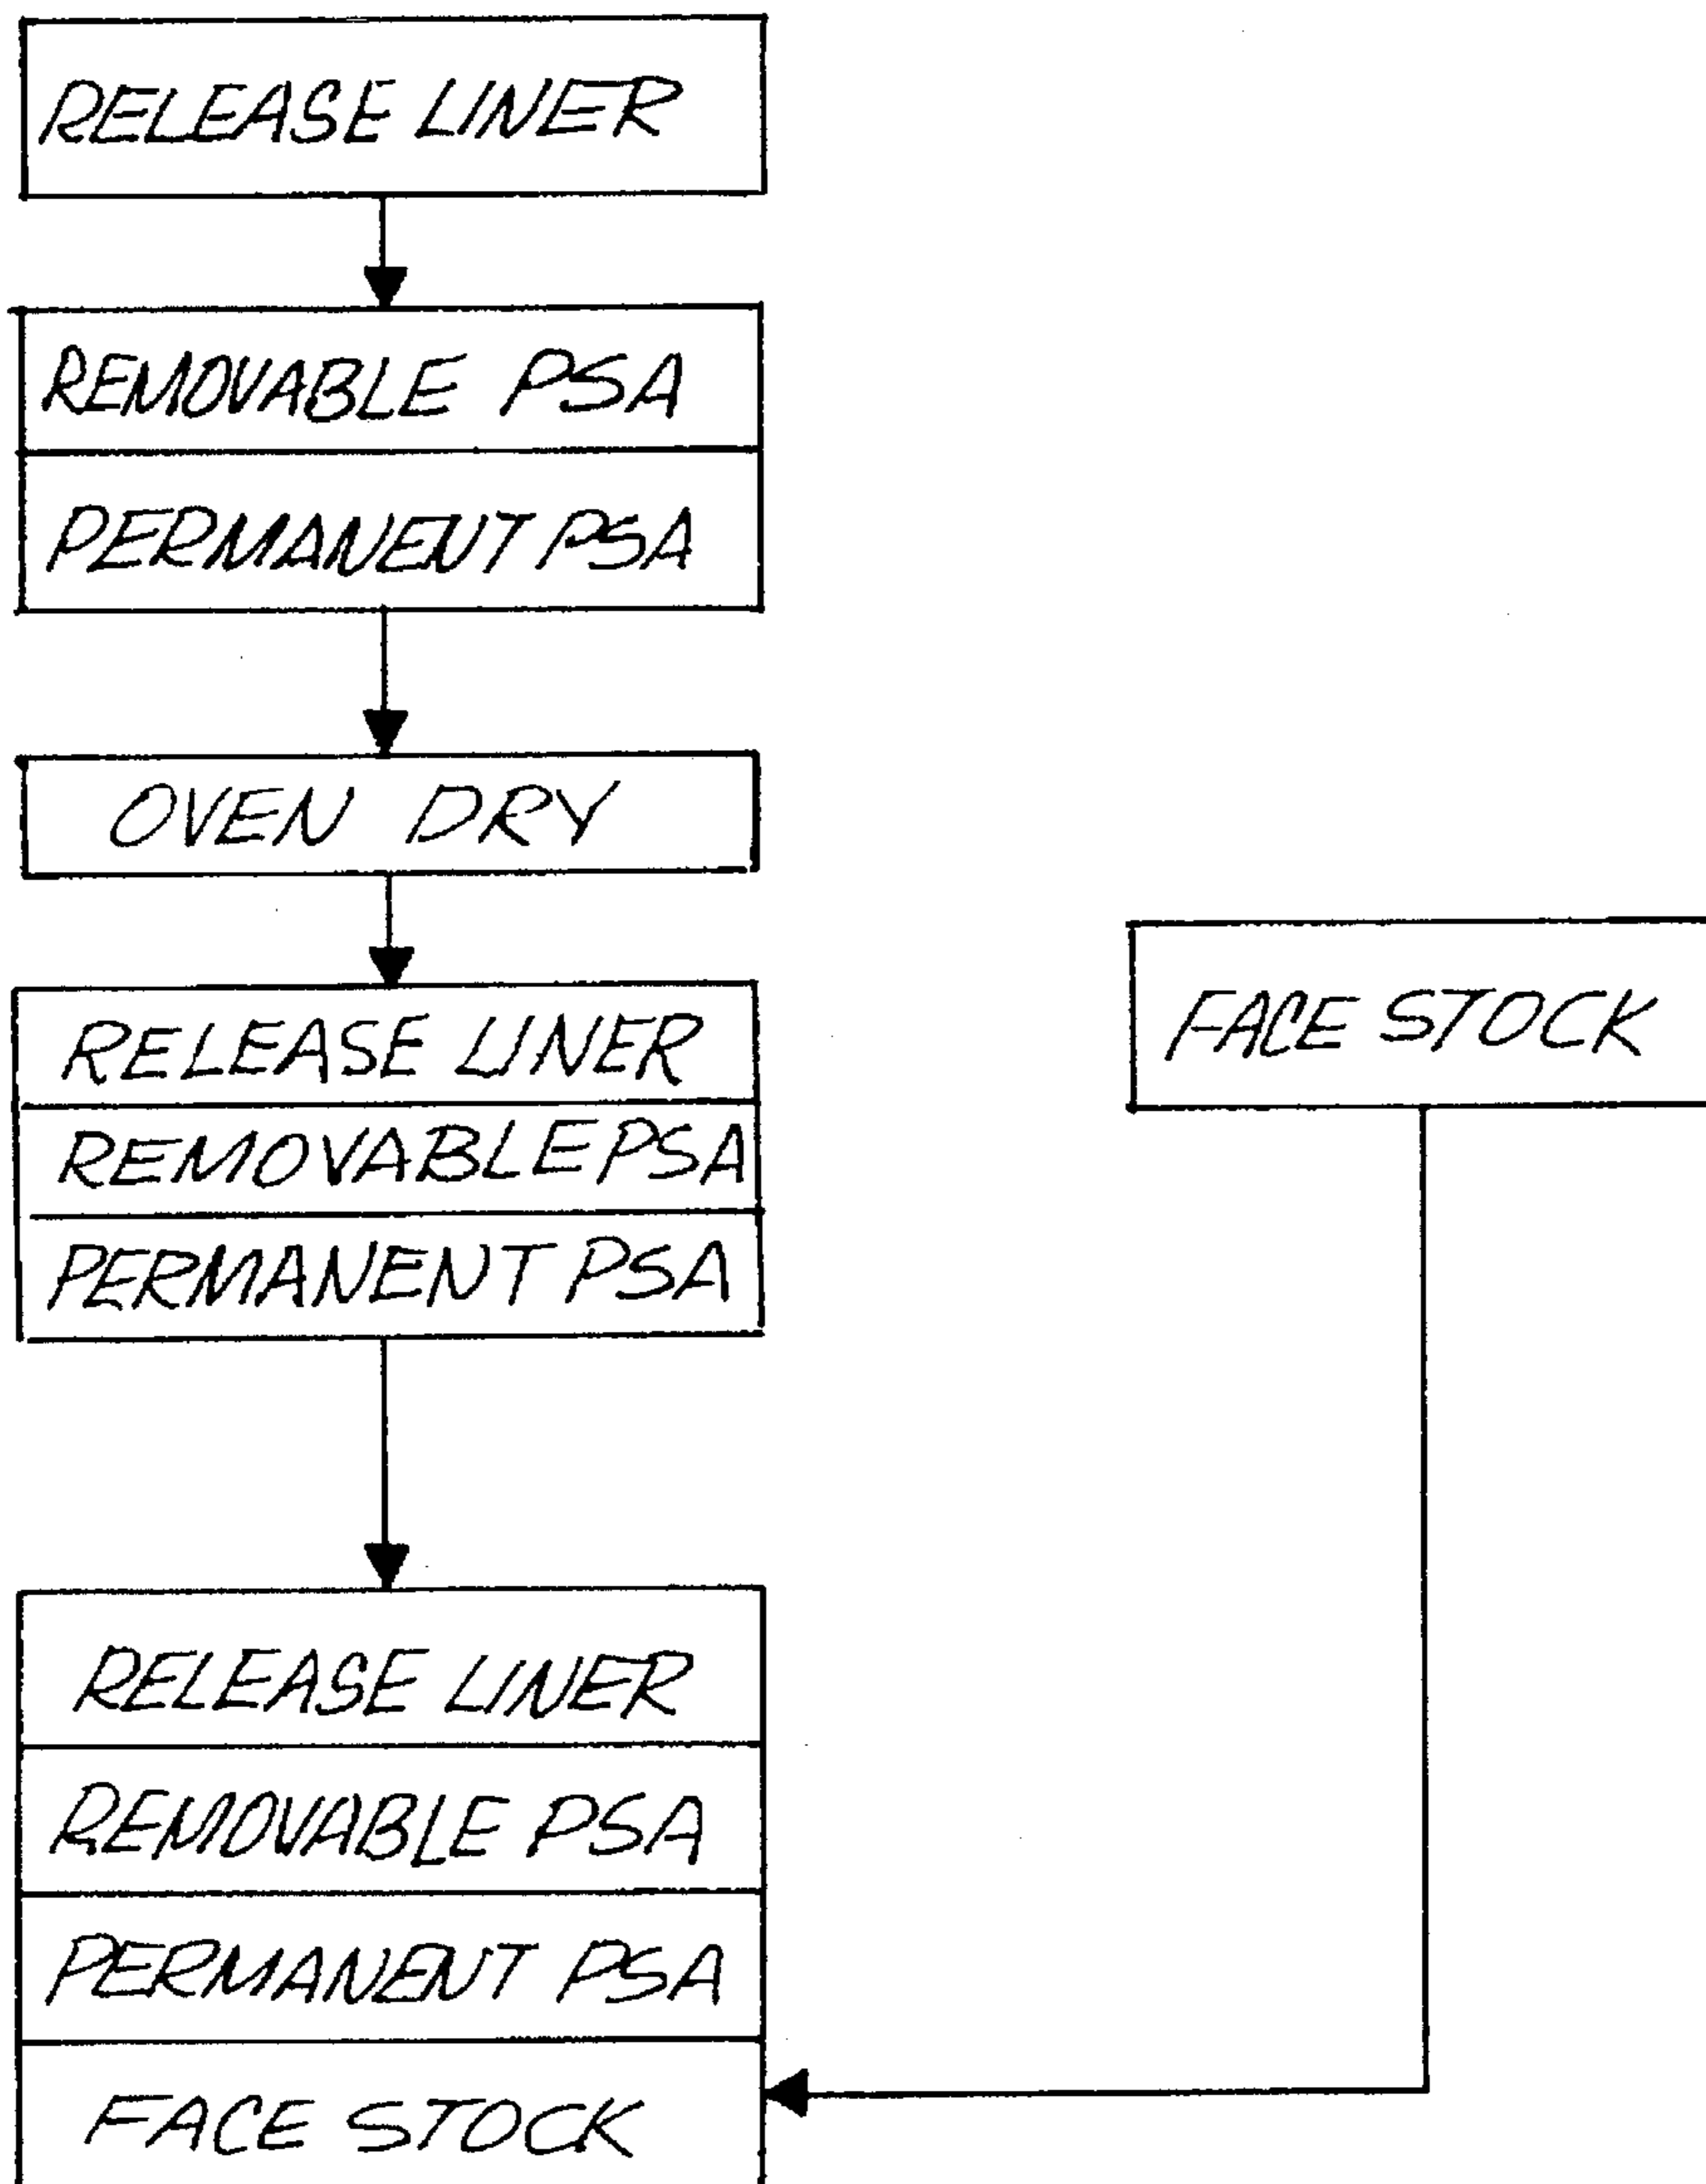 RELEASE LINER
REMOVABLE PSA
PERMANENT PSA
OVEN DRY
RELEASE LINER
REMOVABLE PSA
PERMANENT PSA
FACE STOCK
RELEASE LINER
REMOVABLE PSA
PERMANENT PSA
FACE STOCK